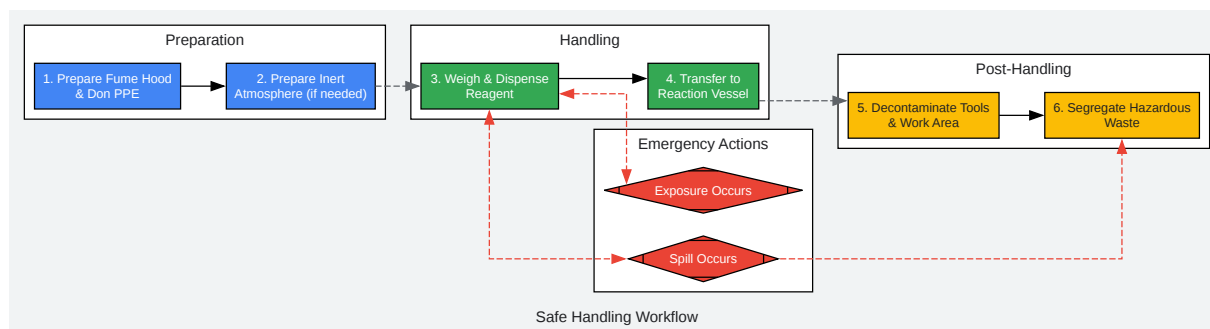 Preparation
1. Prepare Fume Hood
& Don PPE
2. Prepare Inert
Atmosphere (if needed)
Handling
3. Weigh & Dispense
Reagent
4. Transfer to
Reaction Vessel
Post-Handling
5. Decontaminate Tools
& Work Area
6. Segregate Hazardous
Waste
Emergency Actions
Exposure Occurs
Spill Occurs
Safe Handling Workflow